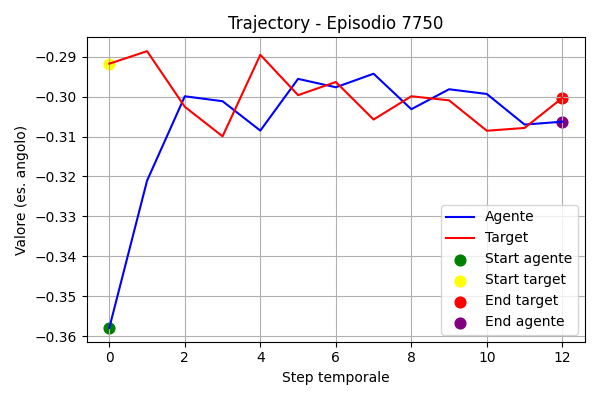 Trajectory - Episodio 7750
Valore (es. angolo)
−0.29
−0.30
−0.31
−0.32
−0.33
−0.34
−0.35
−0.36
Agente
Target
Start agente
Start target
End target
End agente
0 2 4 6 8 10 12
Step temporale